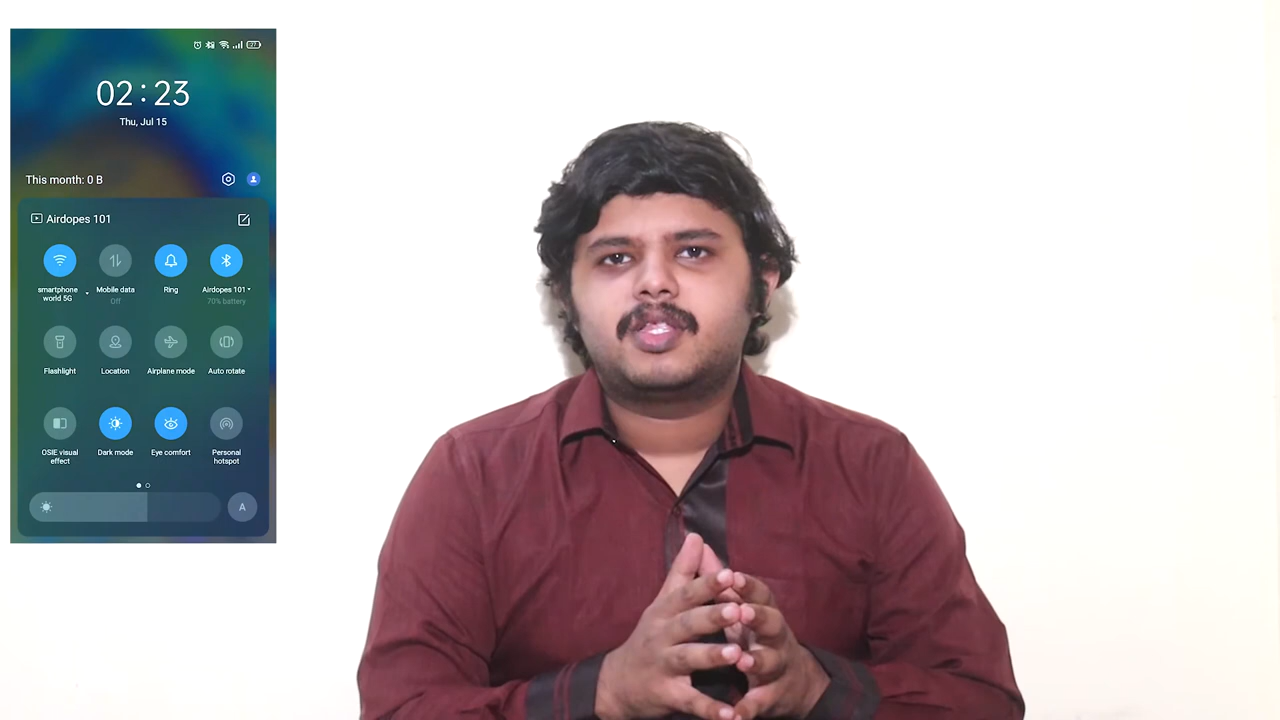 27
02:23
Thu, Jul 15
This month: 0 B
Airdopes 101
smartphone world 5G
Mobile data
Off
Ring
Airdopes 101
70% battery
Flashlight
Location
Airplane mode
Auto rotate
OSIE visual effect
Dark mode
Eye comfort
Personal hotspot
A